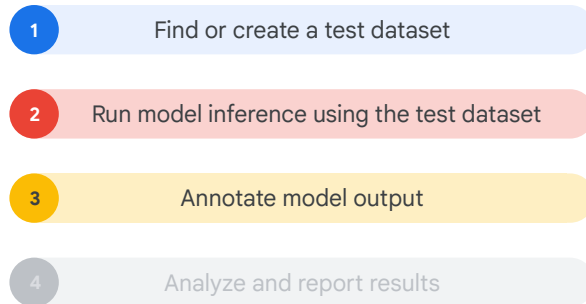 1 Find or create a test dataset
2 Run model inference using the test dataset
3 Annotate model output
4 Analyze and report results